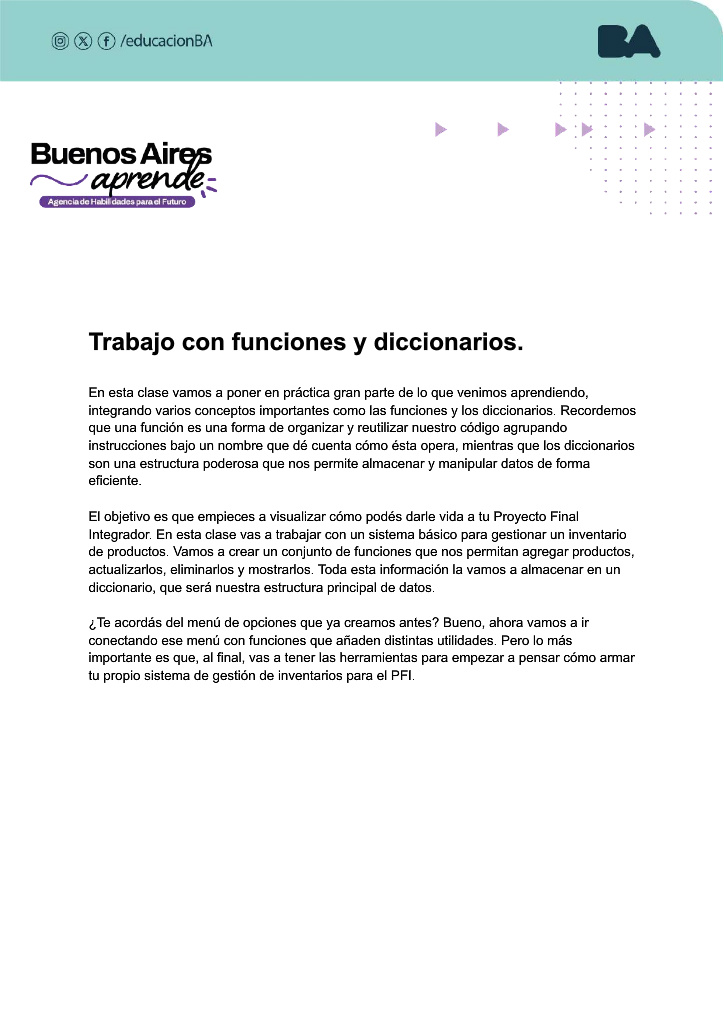 /educacionBA
BA
Buenos Aires
aprende
Agencia de Habilidades para el Futuro
Trabajo con funciones y diccionarios.
En esta clase vamos a poner en práctica gran parte de lo que venimos aprendiendo,
integrando varios conceptos importantes como las funciones y los diccionarios. Recordemos
que una función es una forma de organizar y reutilizar nuestro código agrupando
instrucciones bajo un nombre que dé cuenta cómo ésta opera, mientras que los diccionarios
son una estructura poderosa que nos permite almacenar y manipular datos de forma
eficiente.
El objetivo es que empieces a visualizar cómo podés darle vida a tu Proyecto Final
Integrador. En esta clase vas a trabajar con un sistema básico para gestionar un inventario
de productos. Vamos a crear un conjunto de funciones que nos permitan agregar productos,
actualizarlos, eliminarlos y mostrarlos. Toda esta información la vamos a almacenar en un
diccionario, que será nuestra estructura principal de datos.
¿Te acordás del menú de opciones que ya creamos antes? Bueno, ahora vamos a ir
conectando ese menú con funciones que añaden distintas utilidades. Pero lo más
importante es que, al final, vas a tener las herramientas para empezar a pensar cómo armar
tu propio sistema de gestión de inventarios para el PFI.